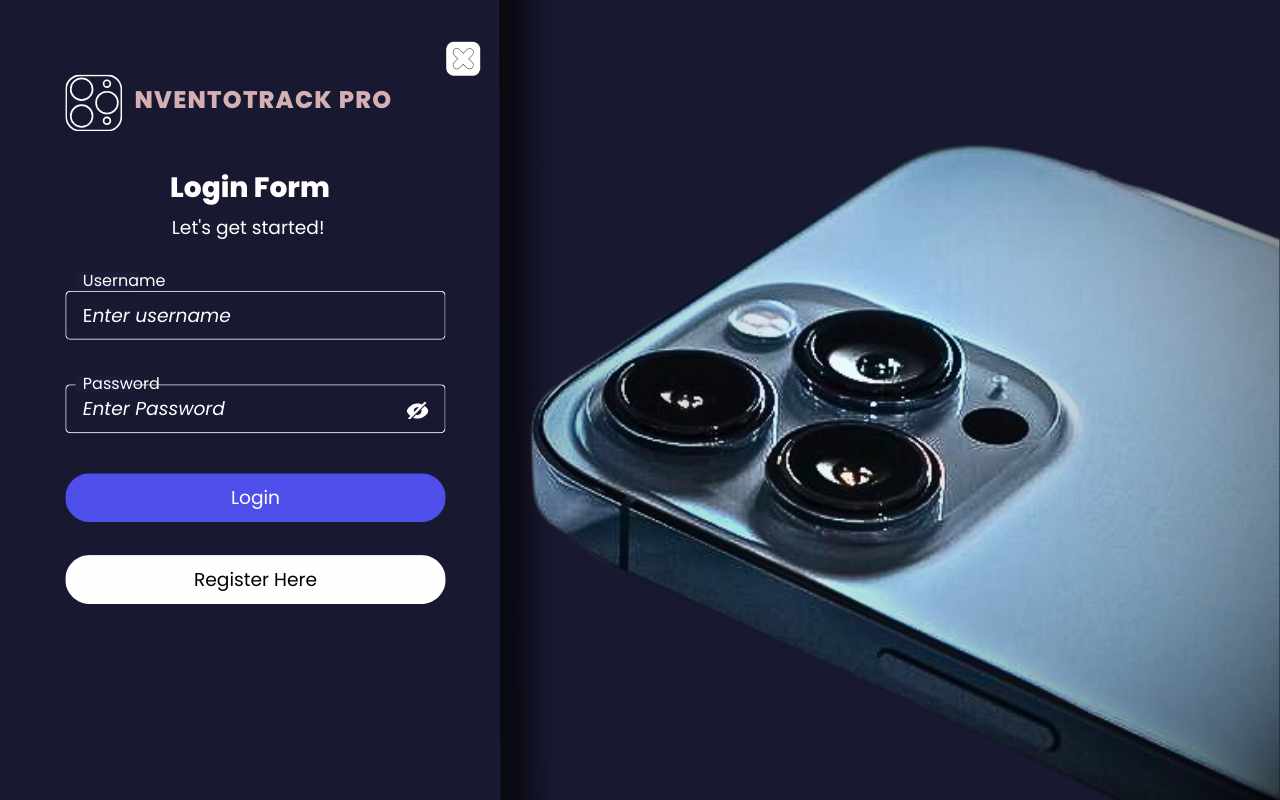 NVENTOTRACK PRO
Login Form
Let's get started!
Username
Enter username
Password
Enter Password
Login
Register Here